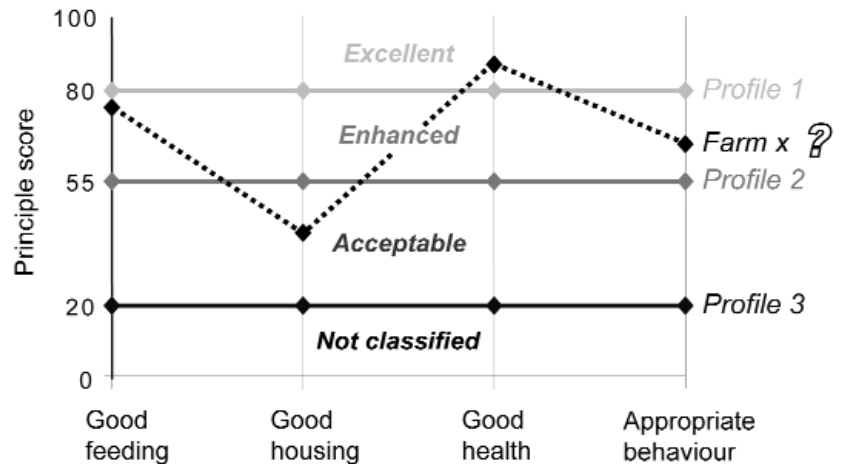 100
Excellent
80
Profile 1
Enhanced
Farm x ?
55
Profile 2
Principle score
Acceptable
20
Profile 3
Not classified
0
Good feeding
Good housing
Good health
Appropriate behaviour